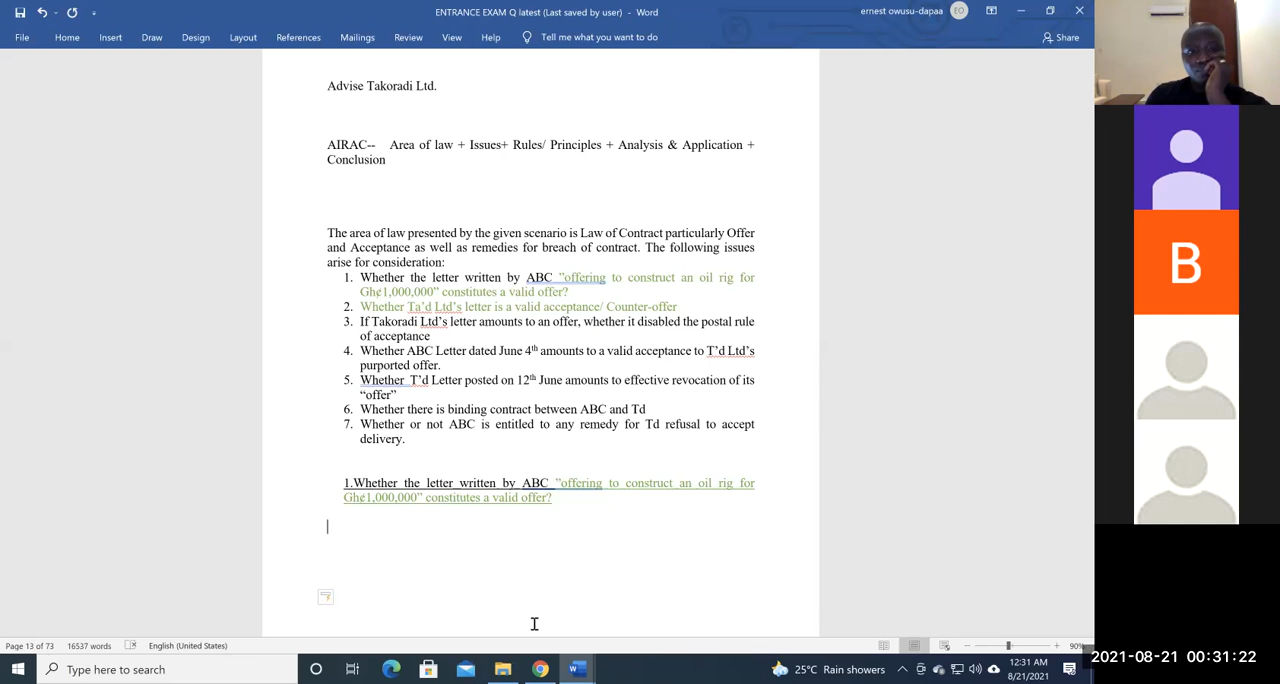 ENTRANCE EXAM Q latest (Last saved by user) - Word
ernest owusu-dapaa
EO
File Home Insert Draw Design Layout References Mailings Review View Help Tell me what you want to do
Share
Advise Takoradi Ltd.
AIRAC-- Area of law + Issues+ Rules/ Principles + Analysis & Application +
Conclusion
The area of law presented by the given scenario is Law of Contract particularly Offer
and Acceptance as well as remedies for breach of contract. The following issues
arise for consideration:
1. Whether the letter written by ABC "offering to construct an oil rig for
Gh¢1,000,000" constitutes a valid offer?
2. Whether Ta'd Ltd's letter is a valid acceptance/ Counter-offer
3. If Takoradi Ltd's letter amounts to an offer, whether it disabled the postal rule
of acceptance
4. Whether ABC Letter dated June 4th amounts to a valid acceptance to T'd Ltd's
purported offer.
5. Whether T'd Letter posted on 12th June amounts to effective revocation of its
"offer"
6. Whether there is binding contract between ABC and Td
7. Whether or not ABC is entitled to any remedy for Td refusal to accept
delivery.
1.Whether the letter written by ABC "offering to construct an oil rig for
Gh¢1,000,000" constitutes a valid offer?
B
Page 13 of 73 16537 words English (United States)
90%
Type here to search
25°C Rain showers
12:31 AM
8/21/2021
2021-08-21 00:31:22